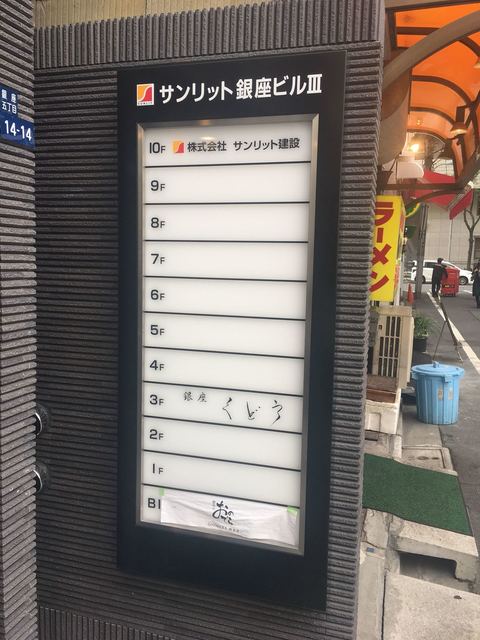 サンリット 銀座ビルⅢ
10F 株式会社 サンリット建設
9F
8F
7F
6F
5F
4F
3F 銀座 くどう
2F
1F
B1
銀座
五丁目
14-14
ラーメン